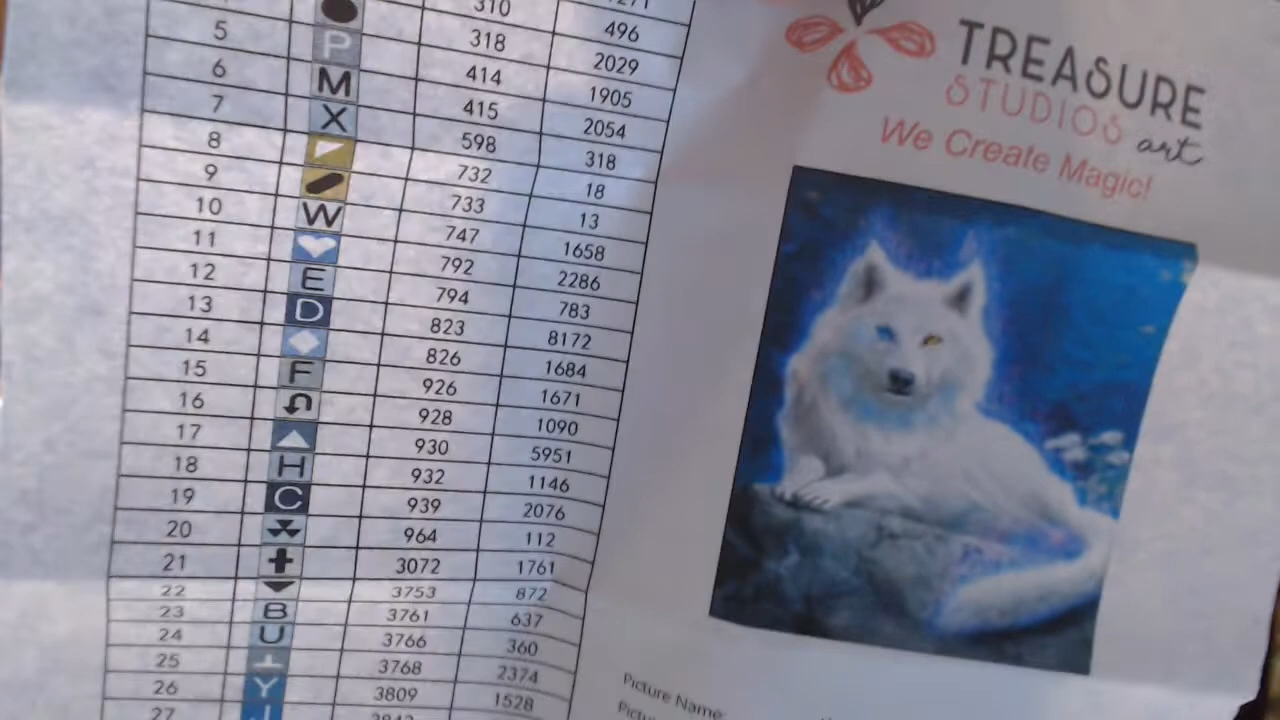 310 496
318 2029
5 P 414 1905
6 M 415 2054
7 X 598 318
8 732 18
9 733 13
10 W 747 1658
11 792 2286
12 E 794 783
13 D 823 8172
14 826 1684
15 F 926 1671
16 928 1090
17 930 5951
18 H 932 1146
19 C 939 2076
20 964 112
21 3072 1761
22 3753 872
23 B 3761 637
24 U 3766 360
25 3768 2374
26 Y 3809 1528
27
TREASURE
STUDIOS art
We Create Magic!
Picture Name: